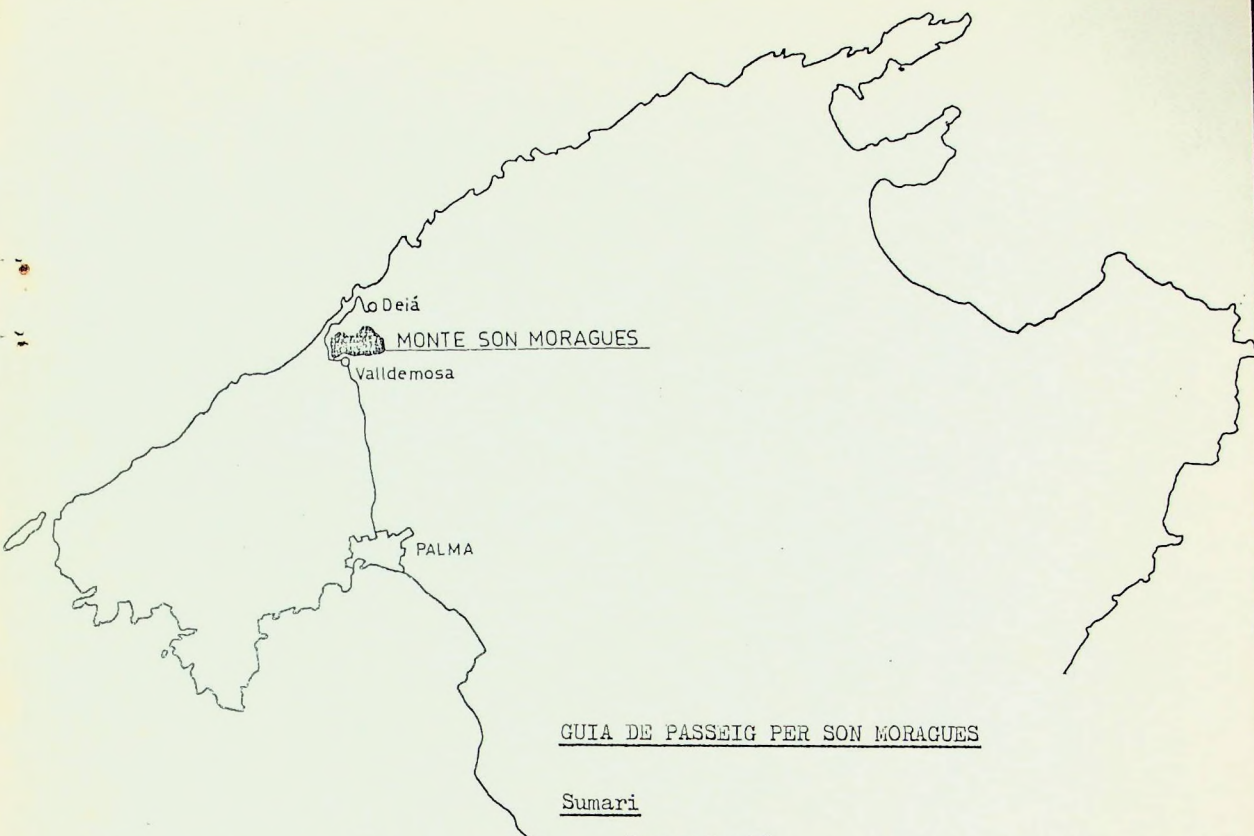 Deiá
MONTE SON MORAGUES
Valldemosa
PALMA
GUIA DE PASSEIG PER SON MORAGUES
Sumari